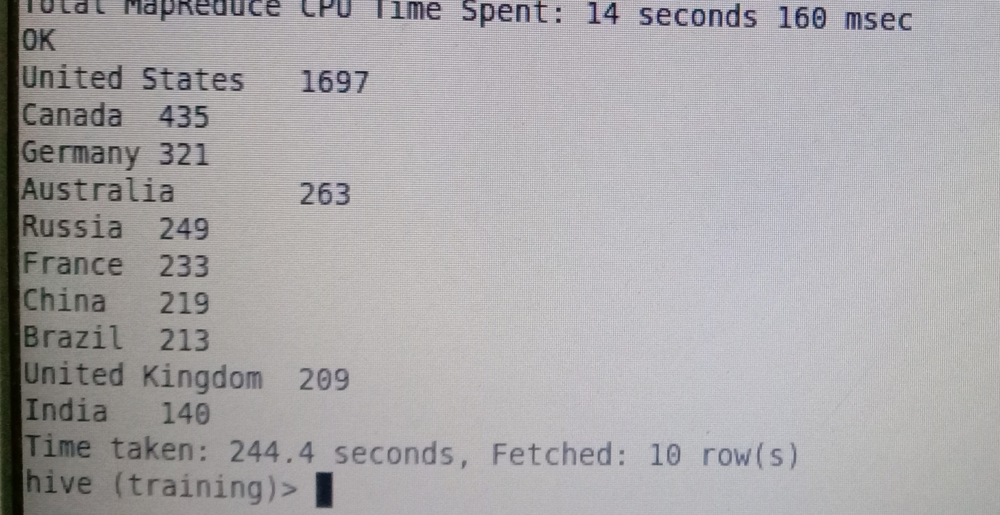 Total MapReduce CPU Time Spent: 14 seconds 160 msec
OK
United States 1697
Canada 435
Germany 321
Australia 263
Russia 249
France 233
China 219
Brazil 213
United Kingdom 209
India 140
Time taken: 244.4 seconds, Fetched: 10 row(s)
hive (training)>